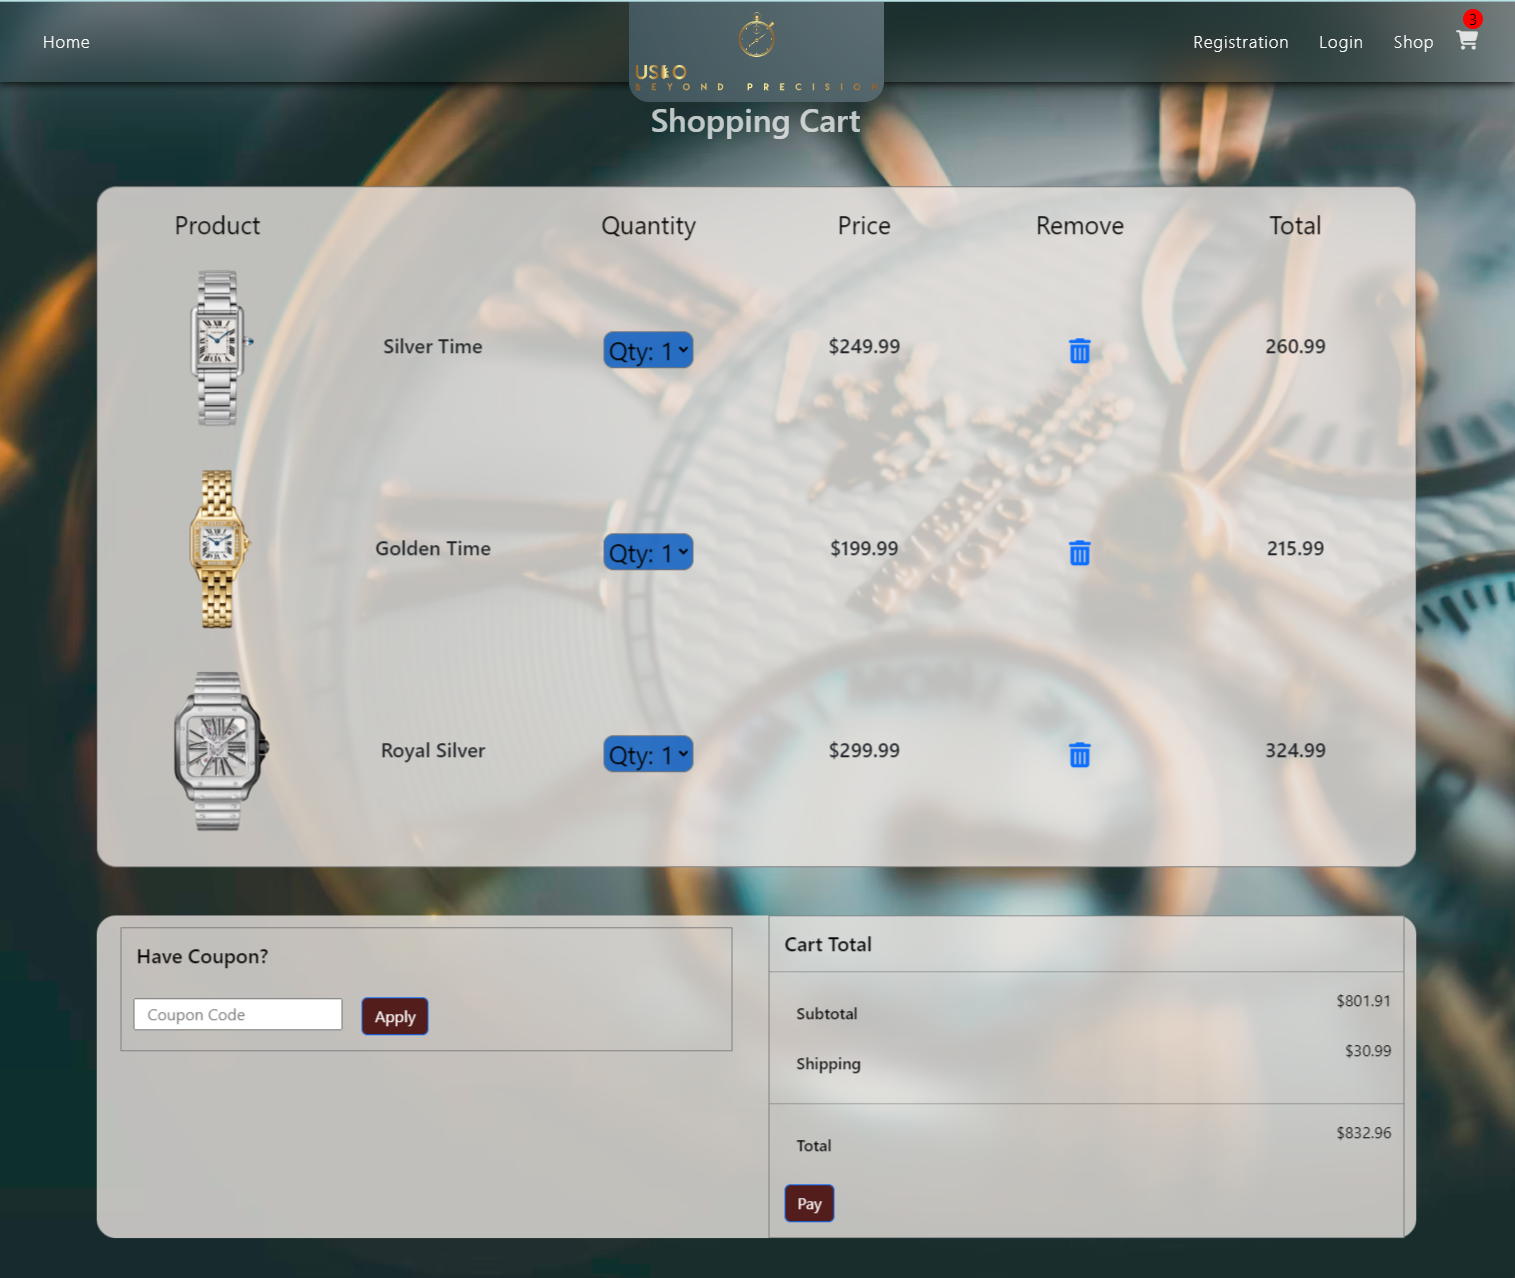 Home
Registration Login Shop
3
USLO
BEYOND PRECISION
Shopping Cart
Product Quantity Price Remove Total
Silver Time Qty: 1 $249.99 260.99
Golden Time Qty: 1 $199.99 215.99
Royal Silver Qty: 1 $299.99 324.99
Have Coupon?
Coupon Code Apply
Cart Total
Subtotal $801.91
Shipping $30.99
Total $832.96
Pay